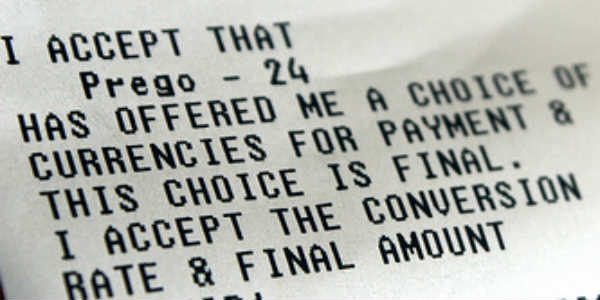 I ACCEPT THAT
Prego - 24
HAS OFFERED ME A CHOICE OF
CURRENCIES FOR PAYMENT &
THIS CHOICE IS FINAL.
I ACCEPT THE CONVERSION
RATE & FINAL AMOUNT